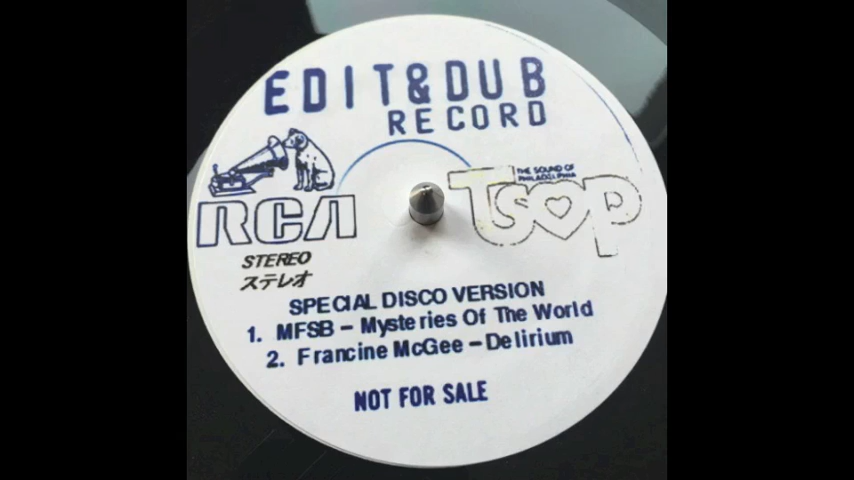 EDIT&DUB
RECORD
RCA
THE SOUND OF
PHILADELPHIA
TSOP
STEREO
ステレオ
SPECIAL DISCO VERSION
1. MFSB – Mysteries Of The World
2. Francine McGee – Delirium
NOT FOR SALE